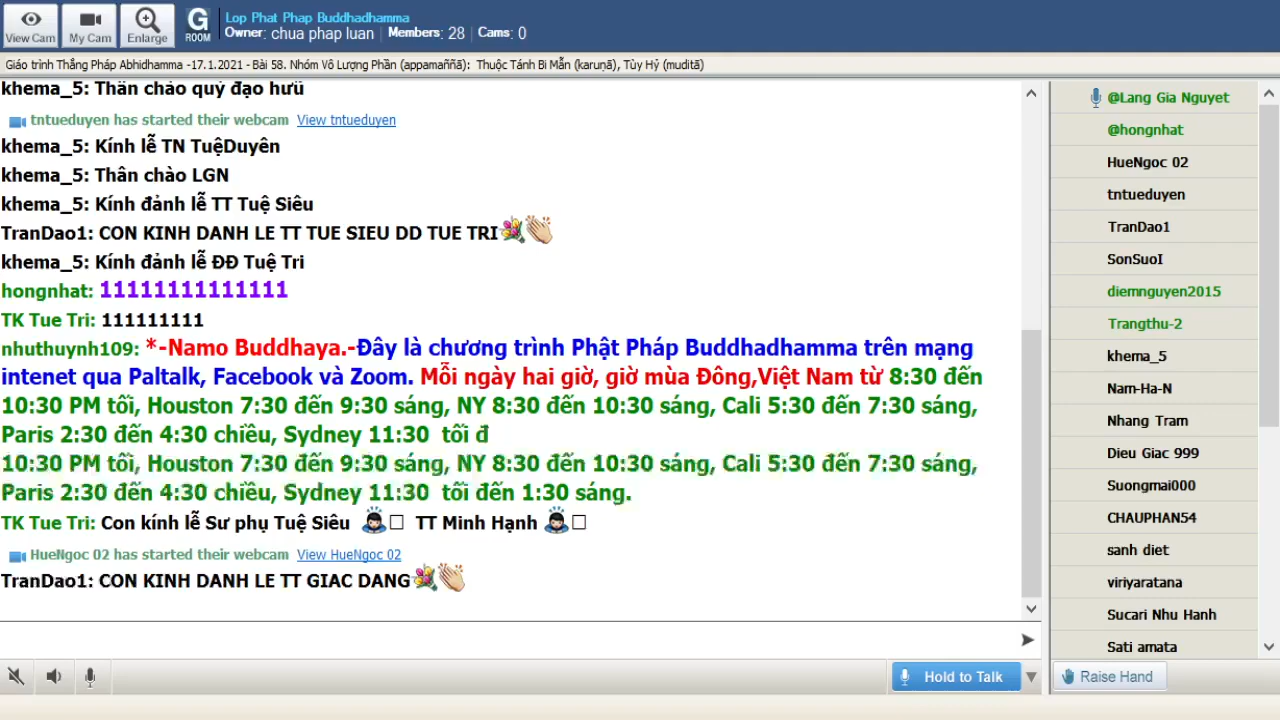 View Cam
My Cam
Enlarge
G ROOM
Lop Phat Phap Buddhadhamma
Owner: chua phap luan Members: 28 Cams: 0
Giáo trình Thắng Pháp Abhidhamma -17.1.2021 - Bài 58. Nhóm Vô Lượng Phần (appamaññā): Thuộc Tánh Bi Mẫn (karuṇā), Tùy Hỷ (muditā)
khema_5: Thân chào quý đạo hữu
tntueduyen has started their webcam View tntueduyen
khema_5: Kính lễ TN TuệDuyên
khema_5: Thân chào LGN
khema_5: Kính đảnh lễ TT Tuệ Siêu
TranDao1: CON KINH DANH LE TT TUE SIEU DD TUE TRI
khema_5: Kính đảnh lễ ĐĐ Tuệ Tri
hongnhat: 11111111111111
TK Tue Tri: 111111111
nhuthuynh109: *-Namo Buddhaya.-Đây là chương trình Phật Pháp Buddhadhamma trên mạng
intenet qua Paltalk, Facebook và Zoom. Mỗi ngày hai giờ, giờ mùa Đông,Việt Nam từ 8:30 đến
10:30 PM tối, Houston 7:30 đến 9:30 sáng, NY 8:30 đến 10:30 sáng, Cali 5:30 đến 7:30 sáng,
Paris 2:30 đến 4:30 chiều, Sydney 11:30 tối đ
10:30 PM tối, Houston 7:30 đến 9:30 sáng, NY 8:30 đến 10:30 sáng, Cali 5:30 đến 7:30 sáng,
Paris 2:30 đến 4:30 chiều, Sydney 11:30 tối đến 1:30 sáng.
TK Tue Tri: Con kính lễ Sư phụ Tuệ Siêu TT Minh Hạnh
HueNgoc 02 has started their webcam View HueNgoc 02
TranDao1: CON KINH DANH LE TT GIAC DANG
Hold to Talk
@Lang Gia Nguyet
@hongnhat
HueNgoc 02
tntueduyen
TranDao1
SonSuoI
diemnguyen2015
Trangthu-2
khema_5
Nam-Ha-N
Nhang Tram
Dieu Giac 999
Suongmai000
CHAUPHAN54
sanh diet
viriyaratana
Sucari Nhu Hanh
Sati amata
Raise Hand